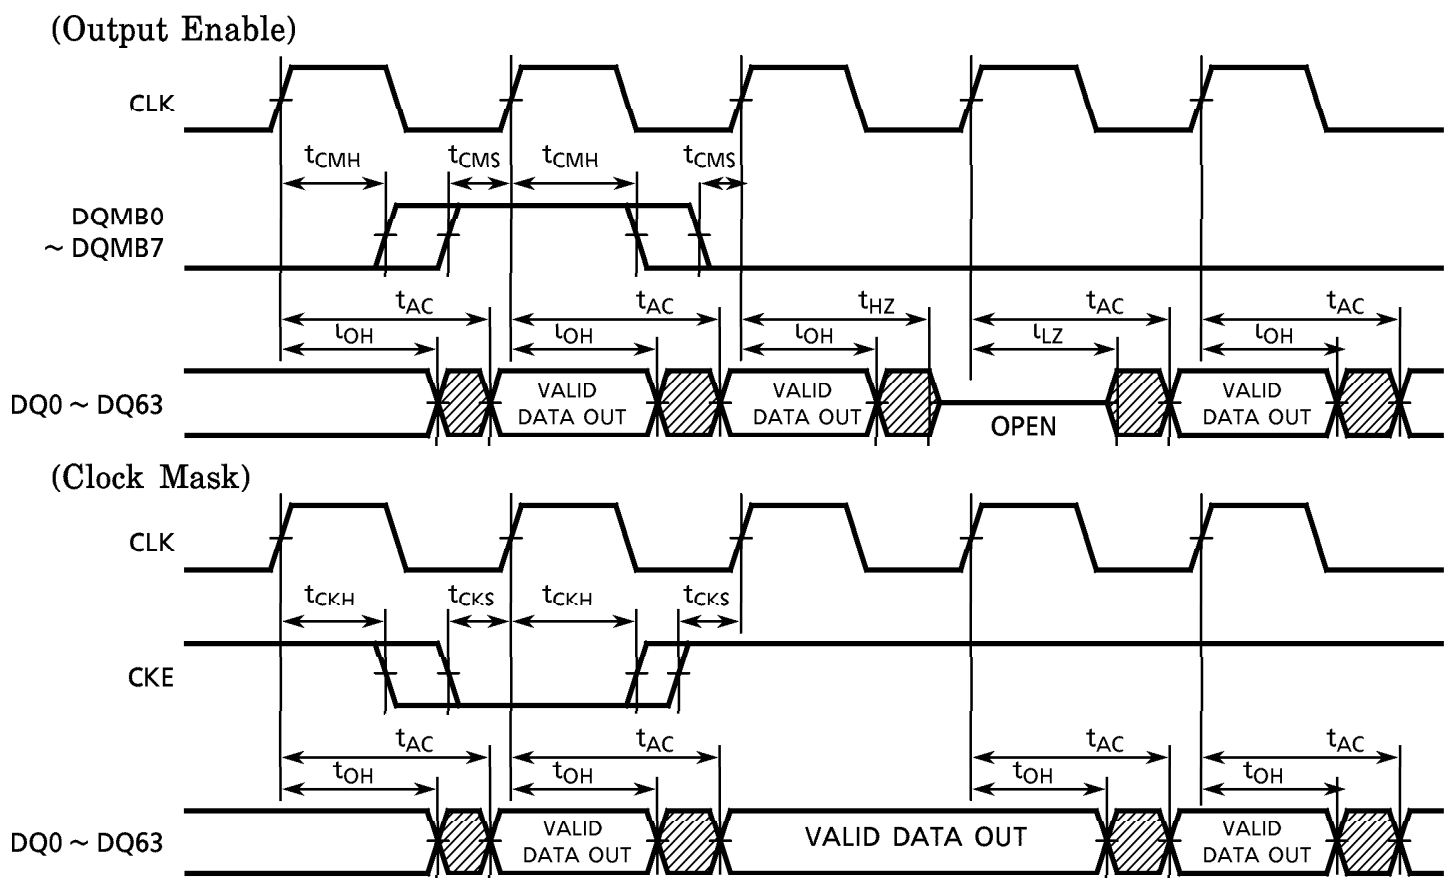 (Output Enable)
CLK
tCMH tCMS tCMH tCMS
DQMB0
~ DQMB7
tAC tAC tHZ tAC tAC
tOH tOH tOH tLZ tOH
DQ0 ~ DQ63
VALID DATA OUT
VALID DATA OUT
OPEN
VALID DATA OUT
(Clock Mask)
CLK
tCKH tCKS tCKH tCKS
CKE
tAC tAC tAC tAC
tOH tOH tOH tOH
DQ0 ~ DQ63
VALID DATA OUT
VALID DATA OUT
VALID DATA OUT